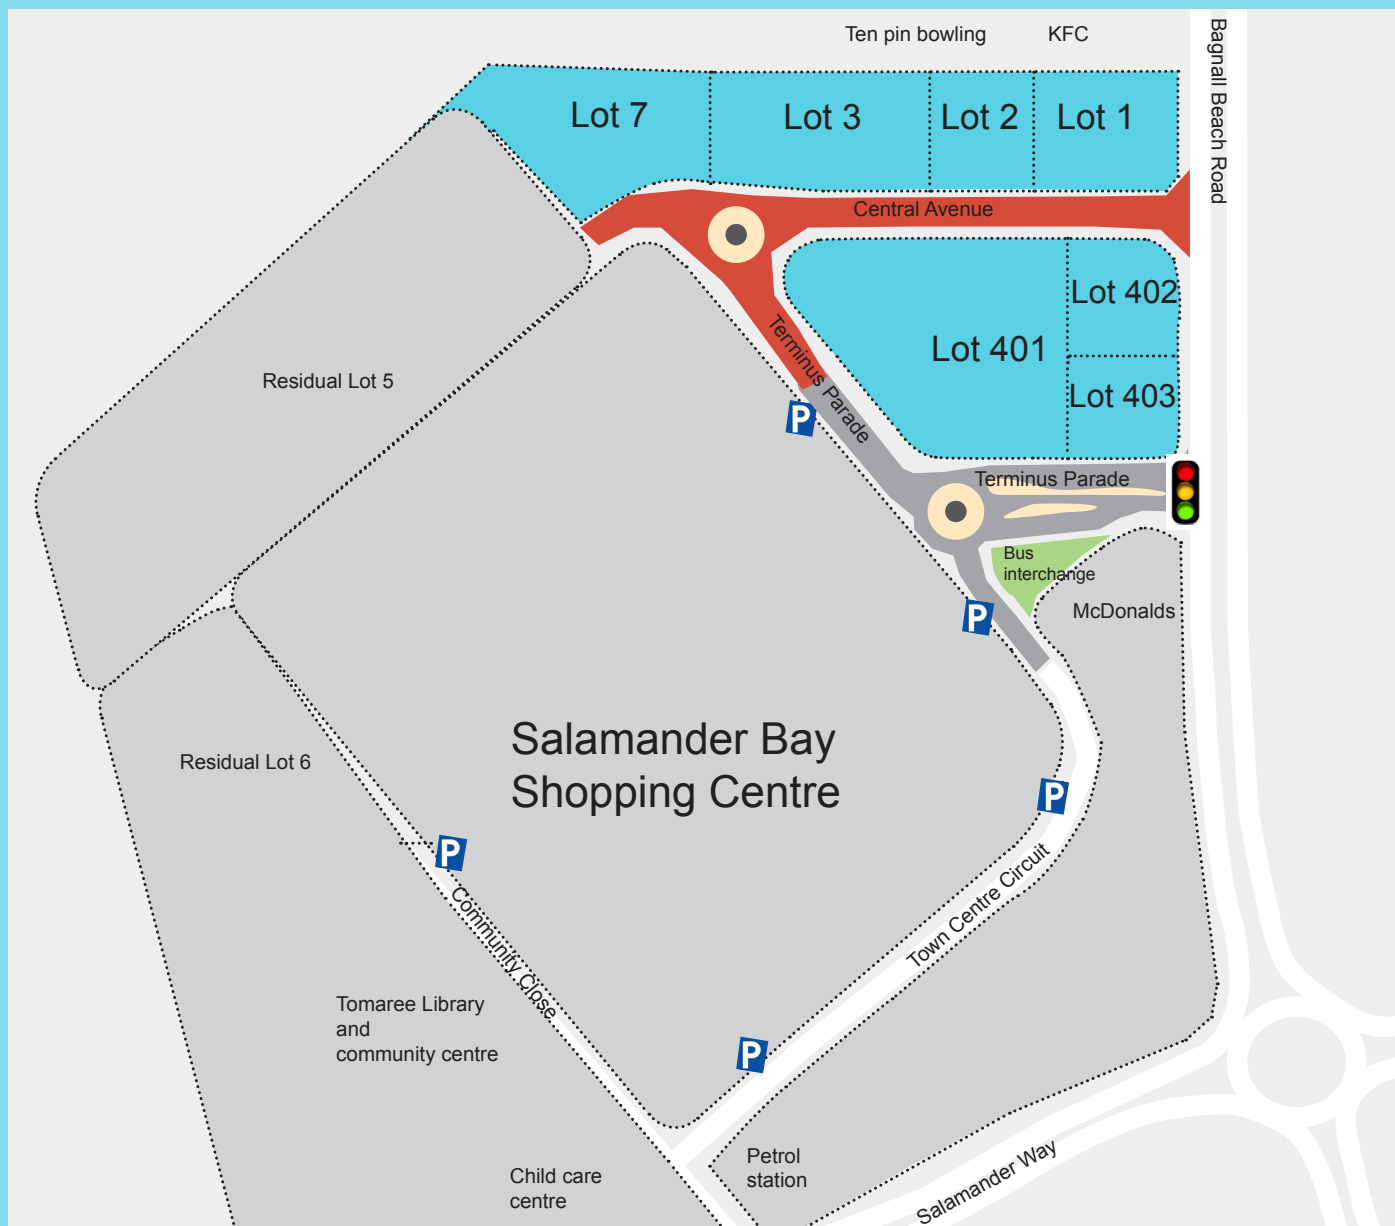 Ten pin bowling
KFC
Bagnall Beach Road
Lot 7
Lot 3
Lot 2
Lot 1
Central Avenue
Lot 402
Lot 401
Lot 403
Terminus Parade
Residual Lot 5
P
Terminus Parade
Bus
interchange
McDonalds
P
Salamander Bay
Shopping Centre
Residual Lot 6
P
P
Town Centre Circuit
Community Close
Tomaree Library
and
community centre
P
Petrol
station
Child care
centre
Salamander Way